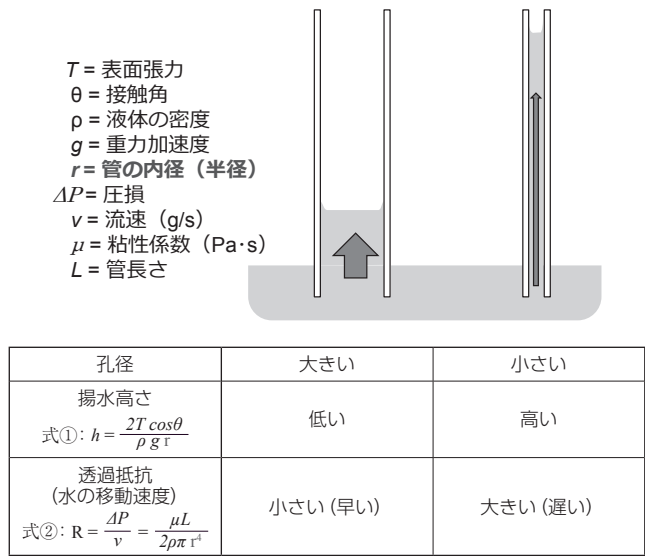 T = 表面張力
θ = 接触角
ρ = 液体の密度
g = 重力加速度
r = 管の内径（半径）
ΔP = 圧損
v = 流速（g/s）
μ = 粘性係数（Pa·s）
L = 管長さ
孔径 大きい 小さい
揚水高さ
式①: h = 2T cosθ / ρ g r 低い 高い
透過抵抗
（水の移動速度）
式②: R = ΔP / v = μL / 2ρπ r⁴ 小さい（早い） 大きい（遅い）